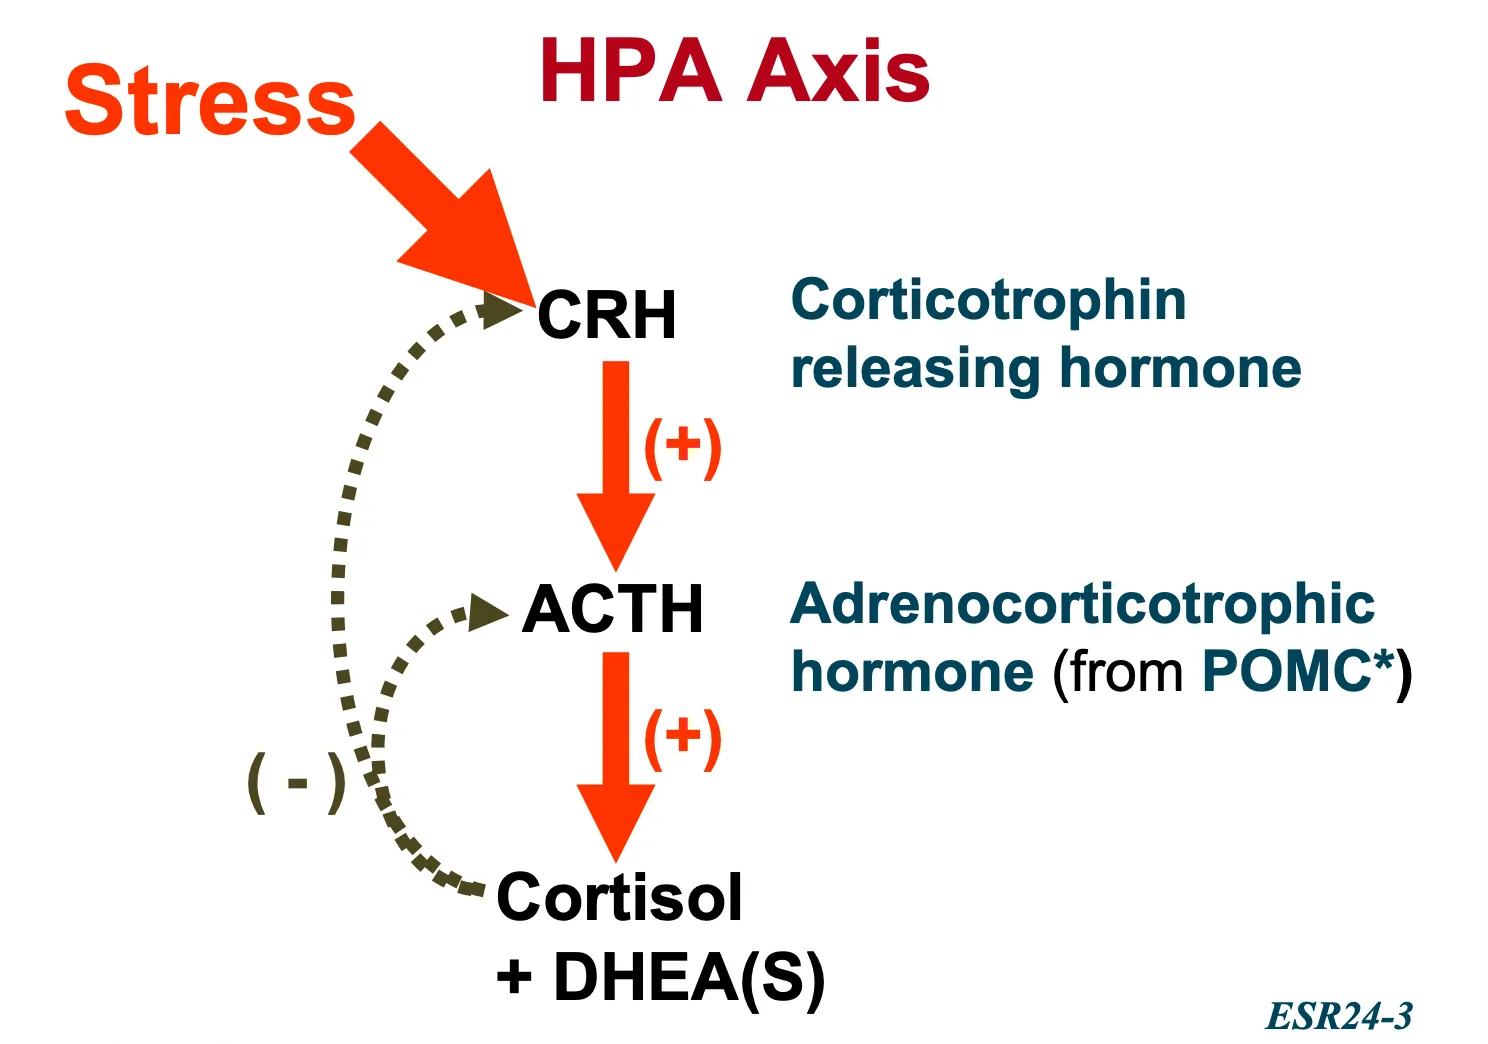 HPA Axis
Stress
CRH
Corticotrophin
releasing hormone
(+)
ACTH
Adrenocorticotrophic
hormone (from POMC*)
(+)
( - )
Cortisol
+ DHEA(S)
ESR24-3